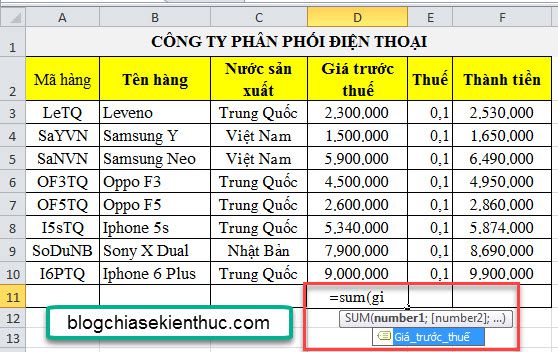 A B C D E F
1 CÔNG TY PHÂN PHỐI ĐIỆN THOẠI
2 Mã hàng Tên hàng Nước sản xuất Giá trước thuế Thuế Thành tiền
3 LeTQ Leveno Trung Quốc 2,300,000 0,1 2,530,000
4 SaYVN Samsung Y Việt Nam 1,500,000 0,1 1,650,000
5 SaNVN Samsung Neo Việt Nam 5,900,000 0,1 6,490,000
6 OF3TQ Oppo F3 Trung Quốc 4,500,000 0,1 4,950,000
7 OF5TQ Oppo F5 Trung Quốc 2,600,000 0,1 2,860,000
8 I5sTQ Iphone 5s Trung Quốc 5,340,000 0,1 5,874,000
9 SoDuNB Sony X Dual Nhật Bản 7,900,000 0,1 8,690,000
10 I6PTQ Iphone 6 Plus Trung Quốc 9,000,000 0,1 9,900,000
11 =sum(gi
12 blogchiasekienthuc.com SUM(number1; [number2]; ...)
13 Giá_trước_thuế